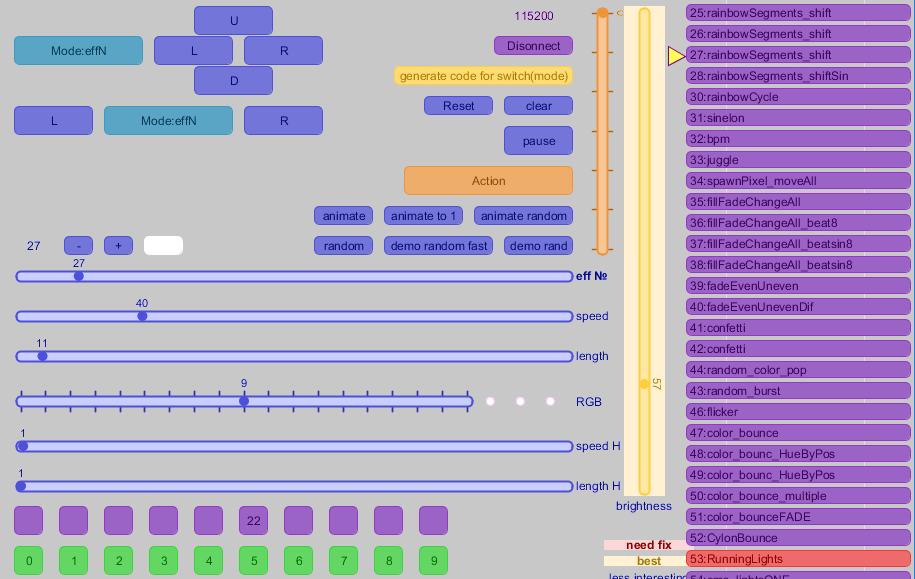 U
Mode:effN L R
D
L Mode:effN R
115200
Disconnect
generate code for switch(mode)
Reset clear
pause
Action
animate animate to 1 animate random
27 - + random demo random fast demo rand
27
eff №
40
speed
11
length
9
RGB
1
speed H
1
length H
22
0 1 2 3 4 5 6 7 8 9
57
brightness
need fix
best
less interesting
25:rainbowSegments_shift
26:rainbowSegments_shift
27:rainbowSegments_shift
28:rainbowSegments_shiftSin
30:rainbowCycle
31:sinelon
32:bpm
33:juggle
34:spawnPixel_moveAll
35:fillFadeChangeAll
36:fillFadeChangeAll_beat8
37:fillFadeChangeAll_beatsin8
38:fillFadeChangeAll_beatsin8
39:fadeEvenUneven
40:fadeEvenUnevenDif
41:confetti
42:confetti
44:random_color_pop
43:random_burst
46:flicker
47:color_bounce
48:color_bounc_HueByPos
49:color_bounc_HueByPos
50:color_bounce_multiple
51:color_bounceFADE
52:CylonBounce
53:RunningLights